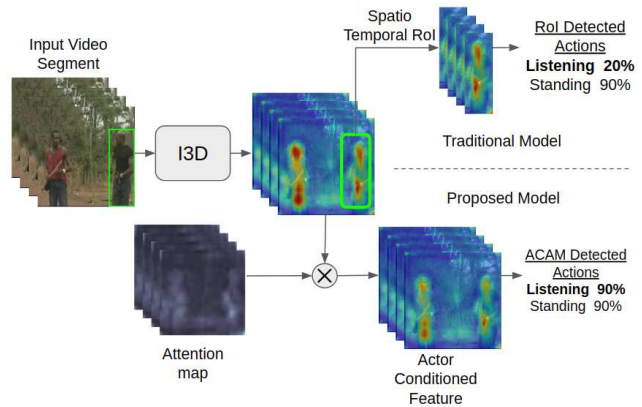 Input Video
Segment
I3D
Spatio
Temporal RoI
RoI Detected
Actions
Listening 20%
Standing 90%
Traditional Model
Proposed Model
Attention
map
Actor
Conditioned
Feature
ACAM Detected
Actions
Listening 90%
Standing 90%